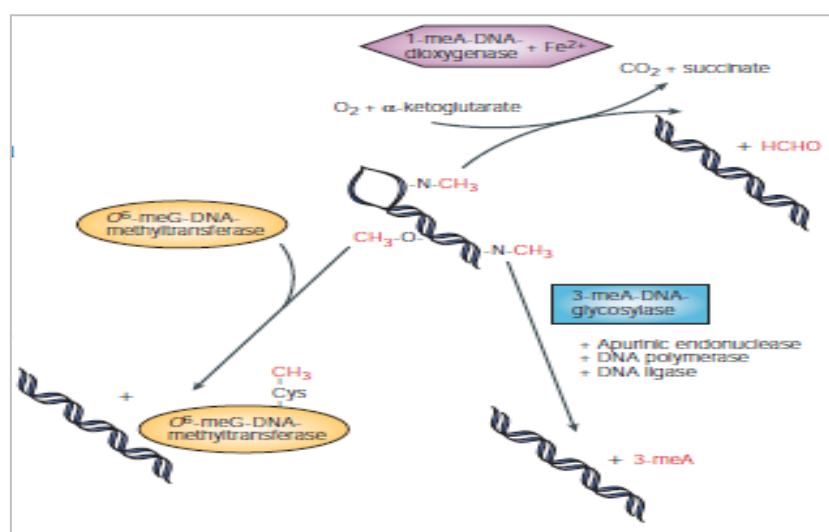 1-meA-DNA-
dioxygenase + Fe2+
CO2 + succinate
O2 + α-ketoglutarate
+ HCHO
-N-CH3
O6-meG-DNA-
methyltransferase
CH3-O-
-N-CH3
3-meA-DNA-
glycosylase
+ Apurinic endonuclease
+ DNA polymerase
+ DNA ligase
CH3
Cys
+
O6-meG-DNA-
methyltransferase
+ 3-meA